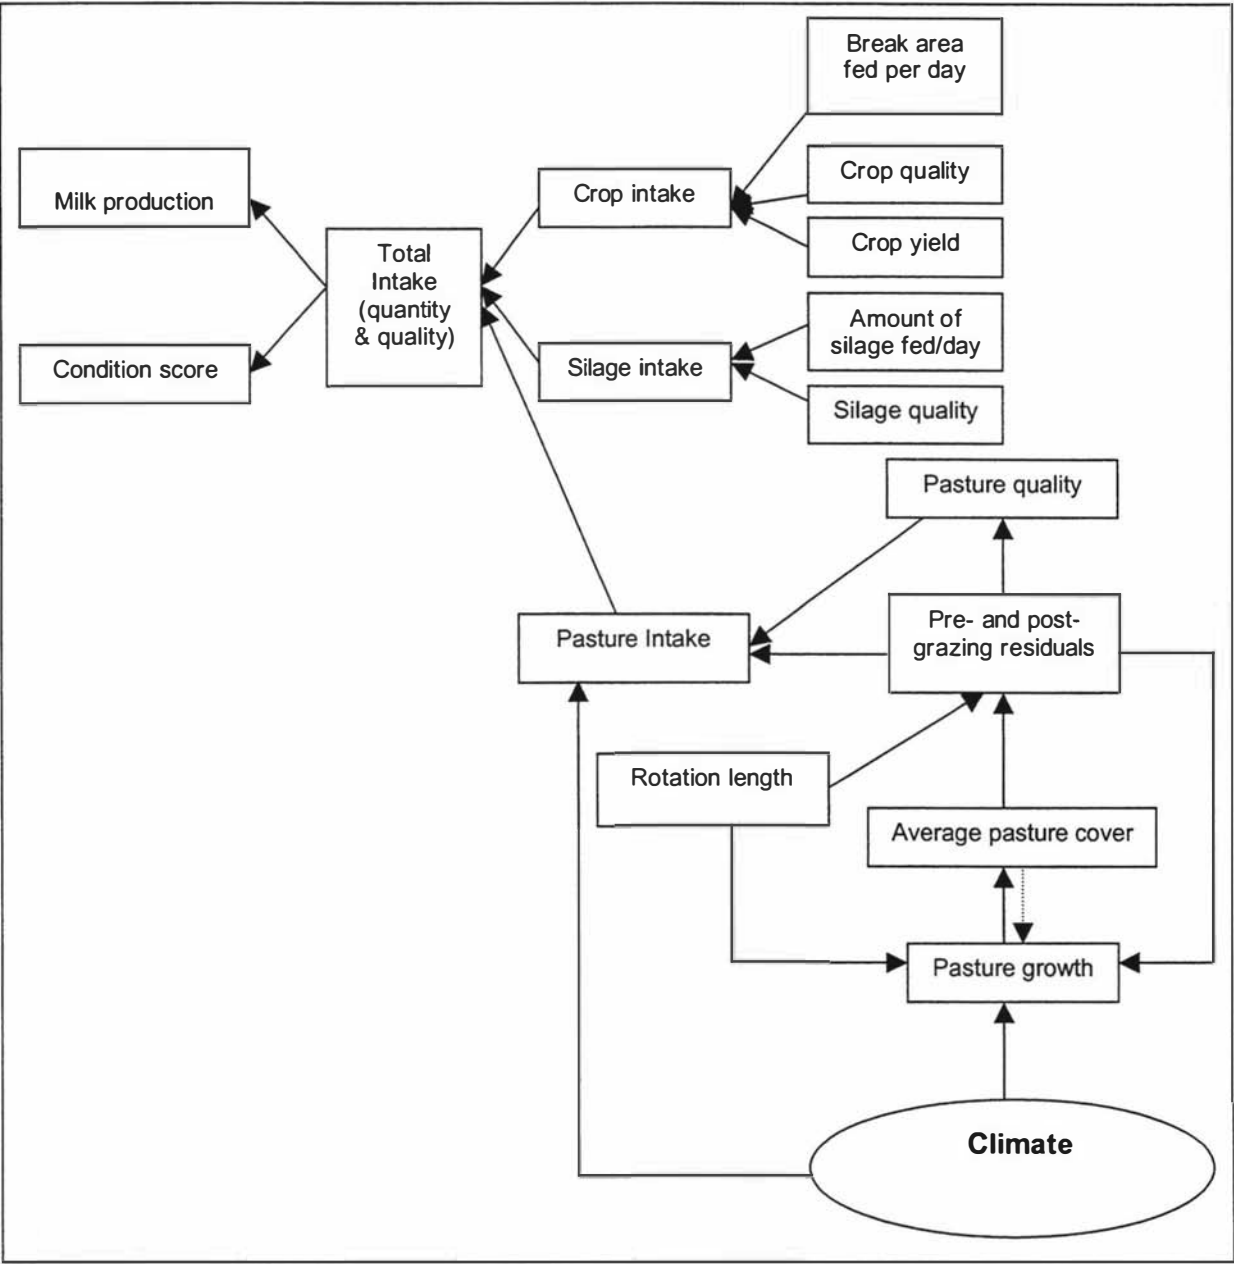 Break area
fed per day
Milk production
Crop intake
Crop quality
Total
Intake
(quantity
& quality)
Crop yield
Condition score
Silage intake
Amount of
silage fed/day
Silage quality
Pasture quality
Pasture Intake
Pre- and post-
grazing residuals
Rotation length
Average pasture cover
Pasture growth
Climate